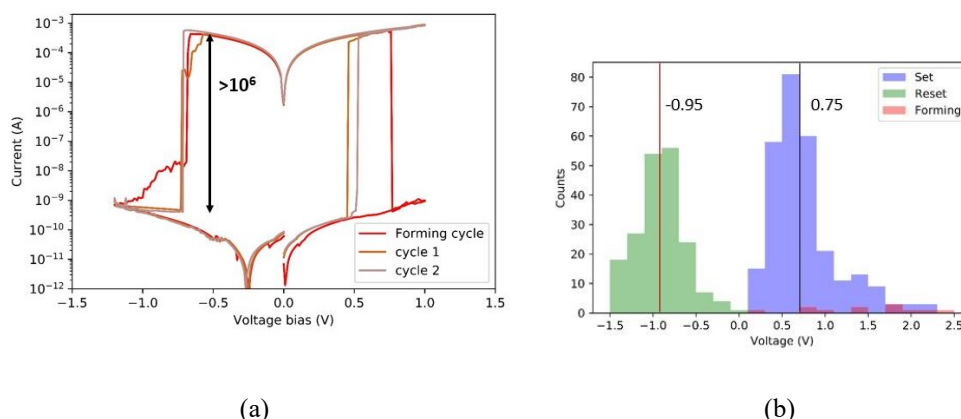 10⁻³
10⁻⁴
10⁻⁵
10⁻⁶
10⁻⁷
10⁻⁸
10⁻⁹
10⁻¹⁰
10⁻¹¹
10⁻¹²
Current (A)
>10⁶
Forming cycle
cycle 1
cycle 2
−1.5 −1.0 −0.5 0.0 0.5 1.0 1.5
Voltage bias (V)
(a)
80
70
60
50
40
30
20
10
0
Counts
-0.95
0.75
Set
Reset
Forming
−1.5 −1.0 −0.5 0.0 0.5 1.0 1.5 2.0 2.5
Voltage (V)
(b)